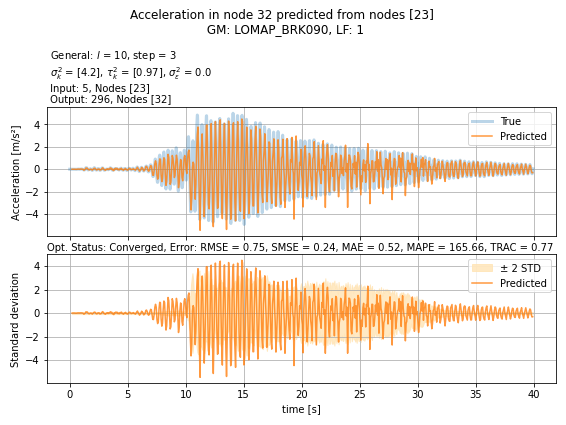 Acceleration in node 32 predicted from nodes [23]
GM: LOMAP_BRK090, LF: 1
General: l = 10, step = 3
σ²ₖ = [4.2], τ²ₖ = [0.97], σ²_ε = 0.0
Input: 5, Nodes [23]
Output: 296, Nodes [32]
Acceleration [m/s²]
4
2
0
−2
−4
True
Predicted
Opt. Status: Converged, Error: RMSE = 0.75, SMSE = 0.24, MAE = 0.52, MAPE = 165.66, TRAC = 0.77
Standard deviation
4
2
0
−2
−4
± 2 STD
Predicted
0 5 10 15 20 25 30 35 40
time [s]